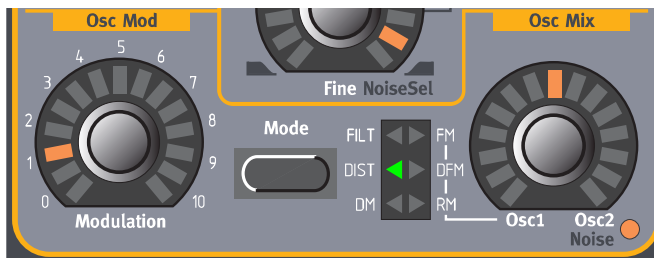 Osc Mod
Osc Mix
0
1
2
3
4
5
6
7
8
9
10
Modulation
Fine NoiseSel
Mode
FILT FM
DIST DFM
DM RM
Osc1 Osc2
Noise